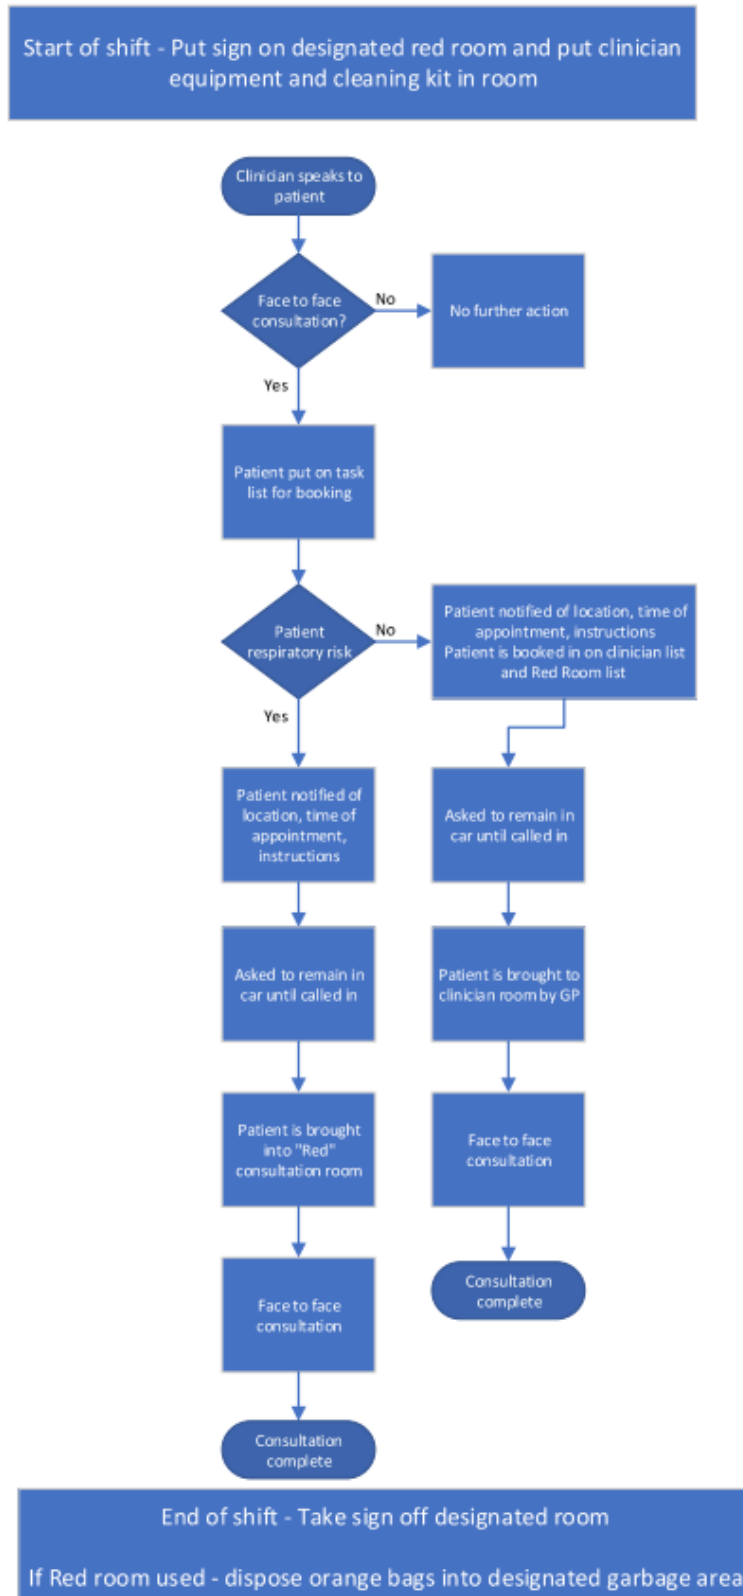 Start of shift - Put sign on designated red room and put clinician
equipment and cleaning kit in room
Clinician speaks to
patient
Face to face
consultation?
No
No further action
Yes
Patient put on task
list for booking
Patient
respiratory risk
No
Patient notified of location, time of
appointment, instructions
Patient is booked in on clinician list
and Red Room list
Yes
Patient notified of
location, time of
appointment,
instructions
Asked to remain in
car until called in
Asked to remain in
car until called in
Patient is brought to
clinician room by GP
Patient is brought
into "Red"
consultation room
Face to face
consultation
Face to face
consultation
Consultation
complete
Consultation
complete
End of shift - Take sign off designated room
If Red room used - dispose orange bags into designated garbage area